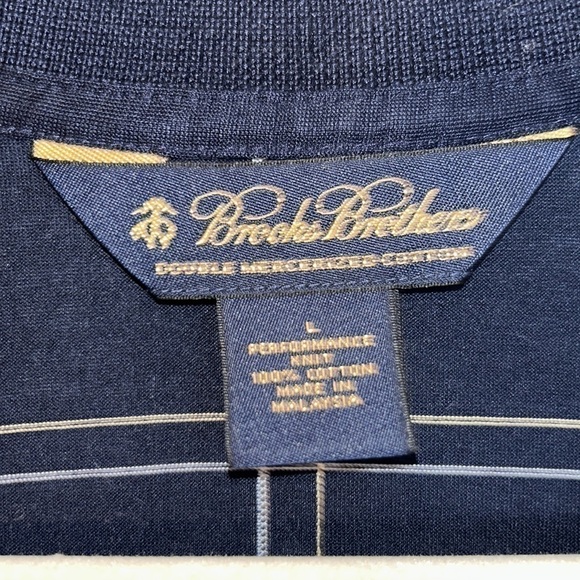 Brooks Brothers
DOUBLE MERCERIZED COTTON
L
PERFORMANCE
KNIT
100% COTTON
MADE IN
MALAYSIA